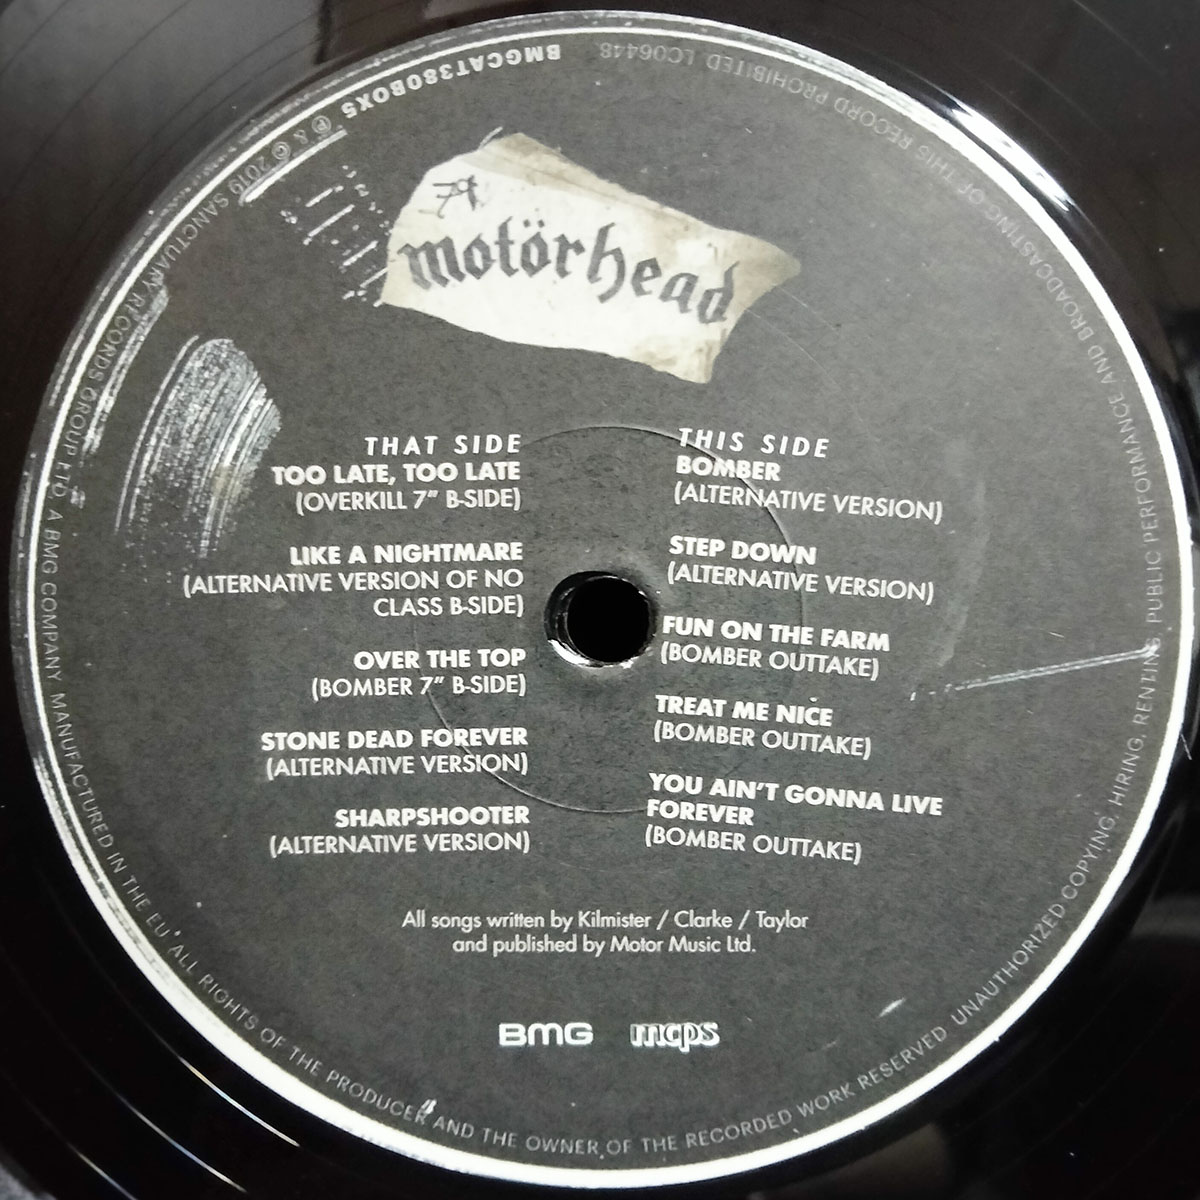 79
motörhead
THAT SIDE
TOO LATE, TOO LATE
(OVERKILL 7" B-SIDE)
LIKE A NIGHTMARE
(ALTERNATIVE VERSION OF NO
CLASS B-SIDE)
OVER THE TOP
(BOMBER 7" B-SIDE)
STONE DEAD FOREVER
(ALTERNATIVE VERSION)
SHARPSHOOTER
(ALTERNATIVE VERSION)
THIS SIDE
BOMBER
(ALTERNATIVE VERSION)
STEP DOWN
(ALTERNATIVE VERSION)
FUN ON THE FARM
(BOMBER OUTTAKE)
TREAT ME NICE
(BOMBER OUTTAKE)
YOU AIN'T GONNA LIVE
FOREVER
(BOMBER OUTTAKE)
All songs written by Kilmister / Clarke / Taylor
and published by Motor Music Ltd.
BMG mcps
BMGCAT380BOX5 ℗ & © 2019 SANCTUARY RECORDS GROUP LTD., A BMG COMPANY. MANUFACTURED IN THE EU. ALL RIGHTS OF THE PRODUCER AND THE OWNER OF THE RECORDED WORK RESERVED. UNAUTHORIZED COPYING, HIRING, RENTING, PUBLIC PERFORMANCE AND BROADCASTING OF THIS RECORD PROHIBITED LC06448